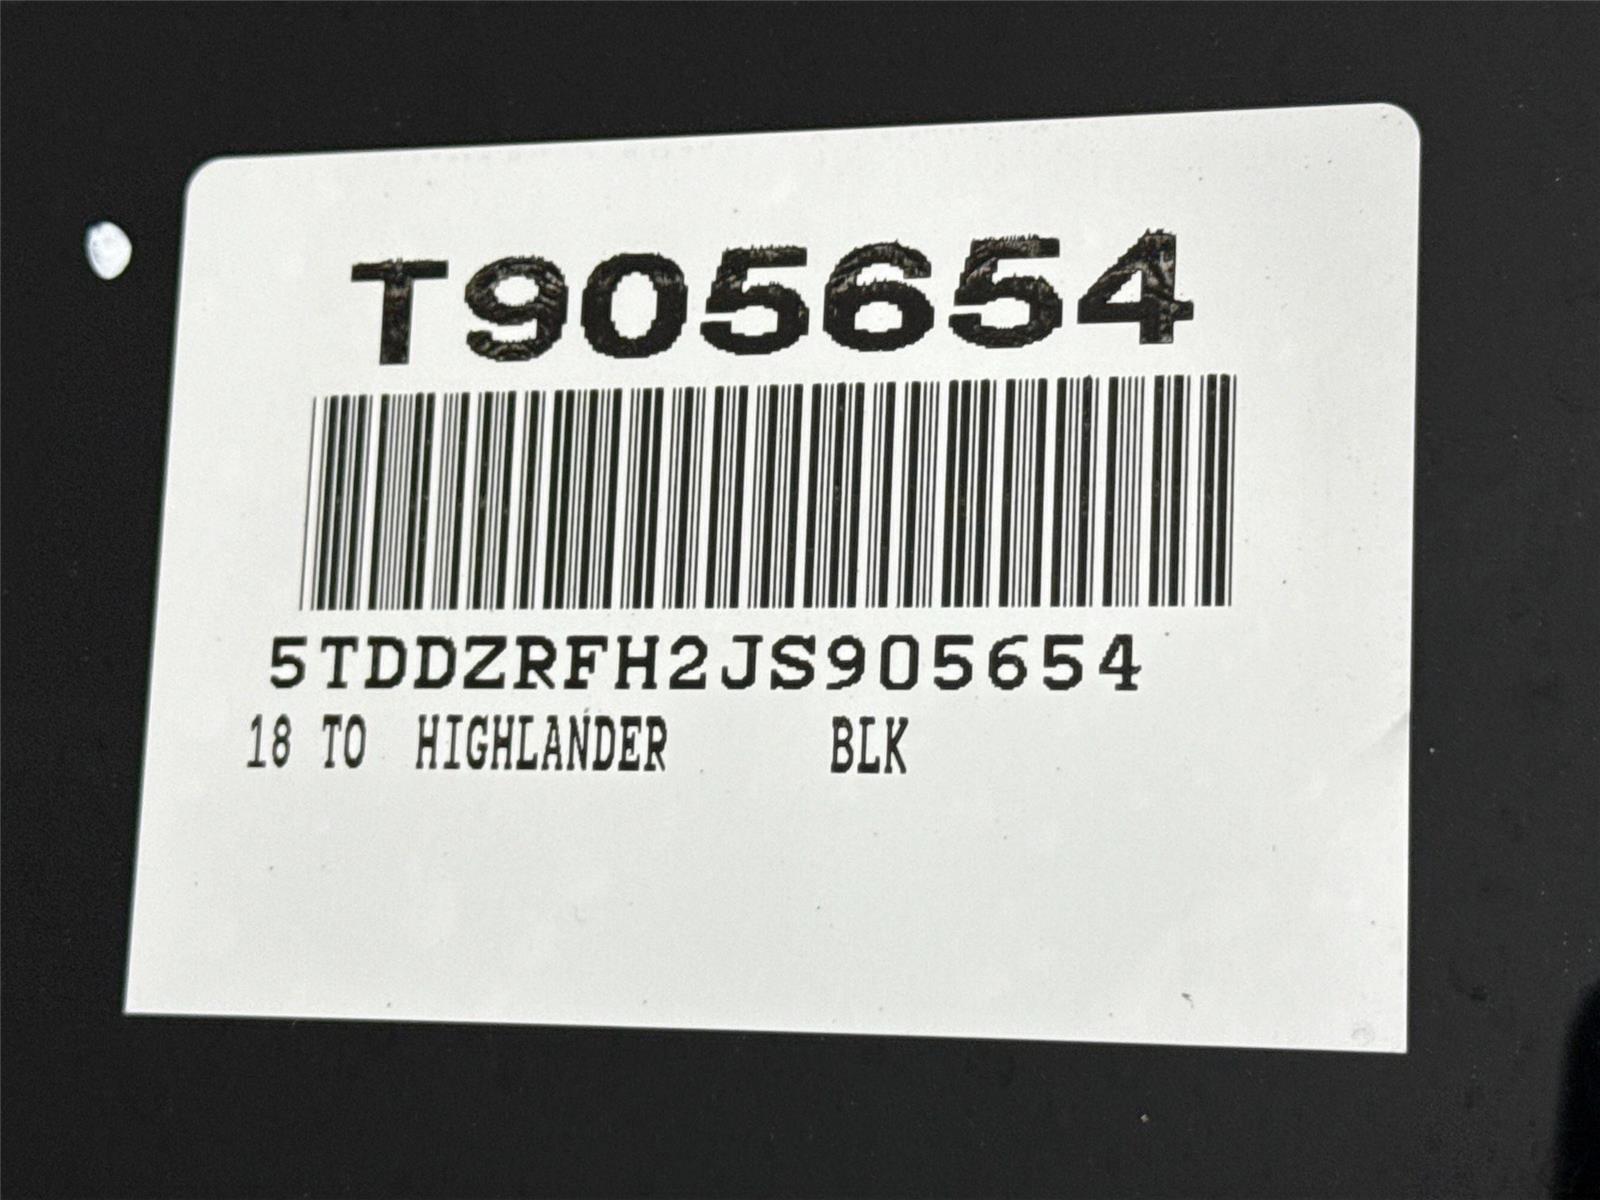 T905654
5TDDZRFH2JS905654
18 TO HIGHLANDER BLK